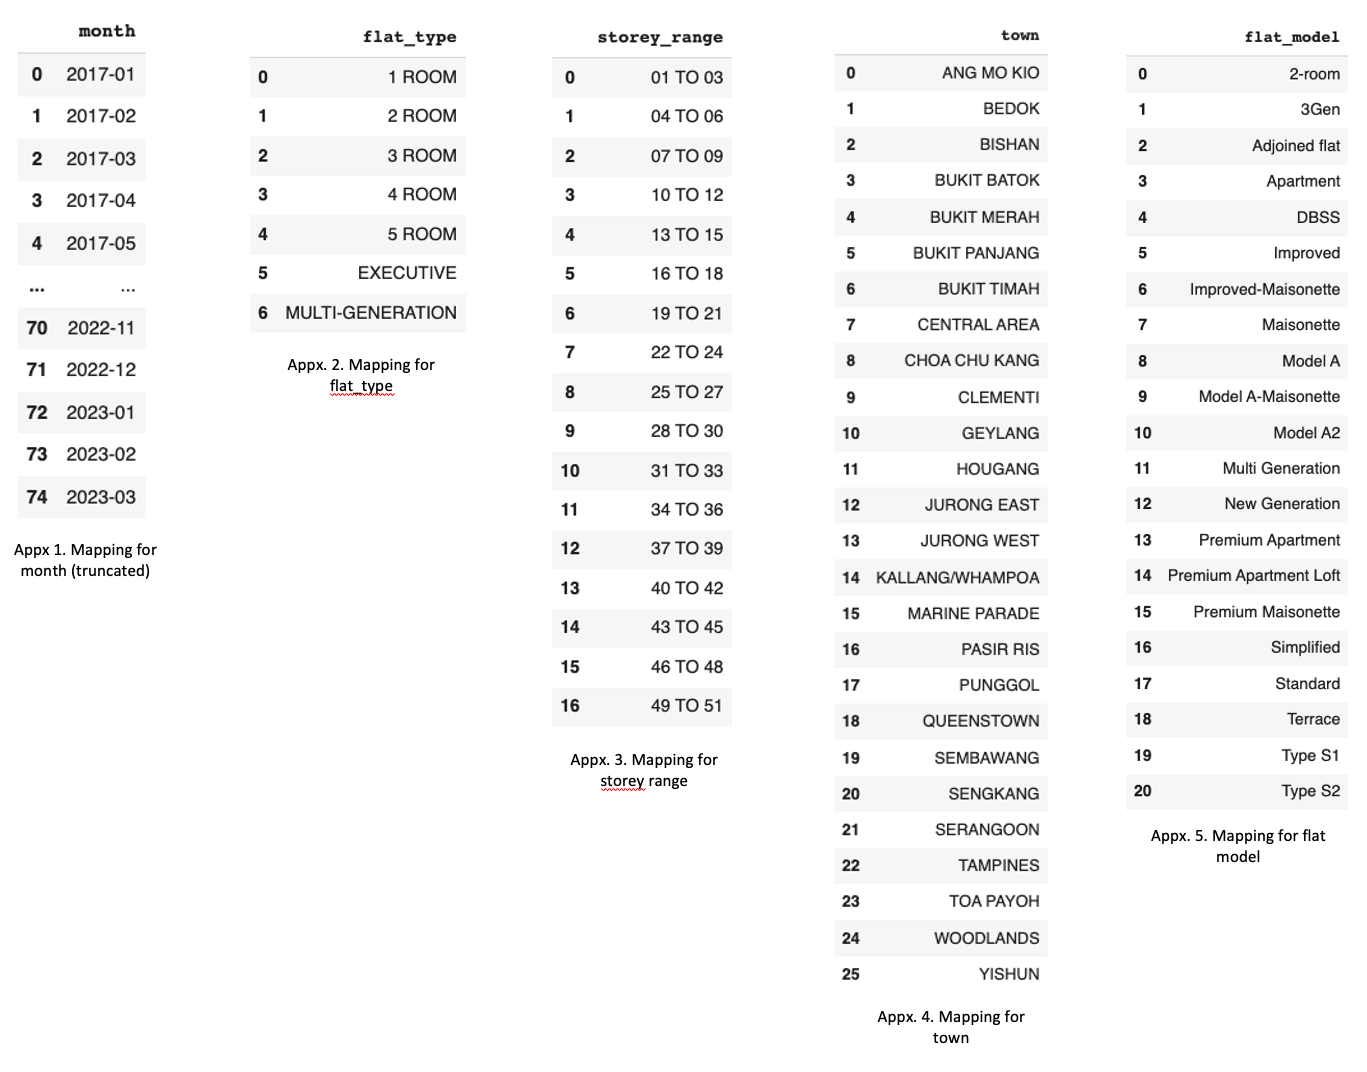 month
0 2017-01
1 2017-02
2 2017-03
3 2017-04
4 2017-05
... ...
70 2022-11
71 2022-12
72 2023-01
73 2023-02
74 2023-03
Appx 1. Mapping for
month (truncated)
flat_type
0 1 ROOM
1 2 ROOM
2 3 ROOM
3 4 ROOM
4 5 ROOM
5 EXECUTIVE
6 MULTI-GENERATION
Appx. 2. Mapping for
flat_type
storey_range
0 01 TO 03
1 04 TO 06
2 07 TO 09
3 10 TO 12
4 13 TO 15
5 16 TO 18
6 19 TO 21
7 22 TO 24
8 25 TO 27
9 28 TO 30
10 31 TO 33
11 34 TO 36
12 37 TO 39
13 40 TO 42
14 43 TO 45
15 46 TO 48
16 49 TO 51
Appx. 3. Mapping for
storey range
town
0 ANG MO KIO
1 BEDOK
2 BISHAN
3 BUKIT BATOK
4 BUKIT MERAH
5 BUKIT PANJANG
6 BUKIT TIMAH
7 CENTRAL AREA
8 CHOA CHU KANG
9 CLEMENTI
10 GEYLANG
11 HOUGANG
12 JURONG EAST
13 JURONG WEST
14 KALLANG/WHAMPOA
15 MARINE PARADE
16 PASIR RIS
17 PUNGGOL
18 QUEENSTOWN
19 SEMBAWANG
20 SENGKANG
21 SERANGOON
22 TAMPINES
23 TOA PAYOH
24 WOODLANDS
25 YISHUN
Appx. 4. Mapping for
town
flat_model
0 2-room
1 3Gen
2 Adjoined flat
3 Apartment
4 DBSS
5 Improved
6 Improved-Maisonette
7 Maisonette
8 Model A
9 Model A-Maisonette
10 Model A2
11 Multi Generation
12 New Generation
13 Premium Apartment
14 Premium Apartment Loft
15 Premium Maisonette
16 Simplified
17 Standard
18 Terrace
19 Type S1
20 Type S2
Appx. 5. Mapping for flat
model